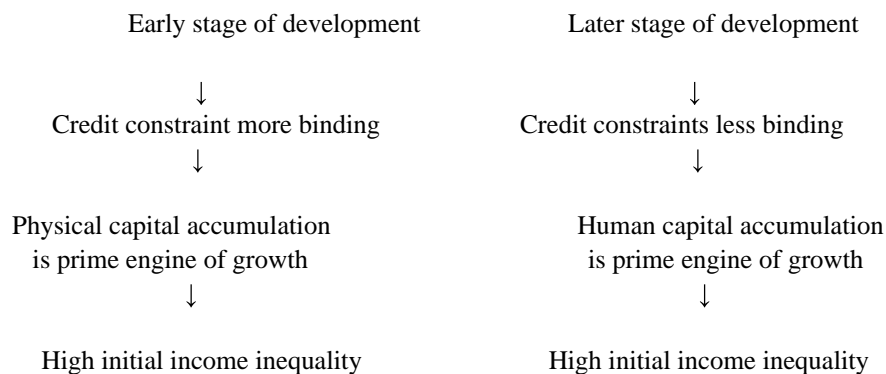 Early stage of development
↓
Credit constraint more binding
↓
Physical capital accumulation
is prime engine of growth
↓
High initial income inequality
Later stage of development
↓
Credit constraints less binding
↓
Human capital accumulation
is prime engine of growth
↓
High initial income inequality